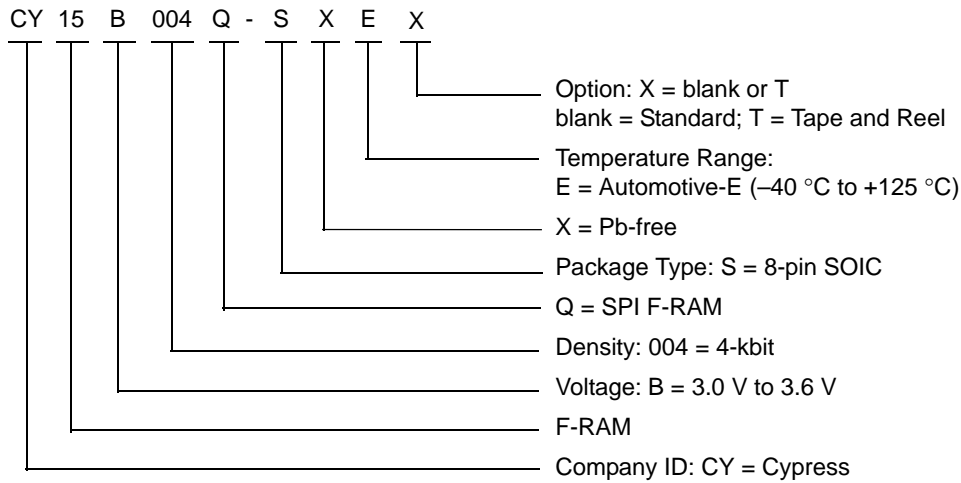 CY 15 B 004 Q - S X E X
Option: X = blank or T
blank = Standard; T = Tape and Reel
Temperature Range:
E = Automotive-E (–40 °C to +125 °C)
X = Pb-free
Package Type: S = 8-pin SOIC
Q = SPI F-RAM
Density: 004 = 4-kbit
Voltage: B = 3.0 V to 3.6 V
F-RAM
Company ID: CY = Cypress